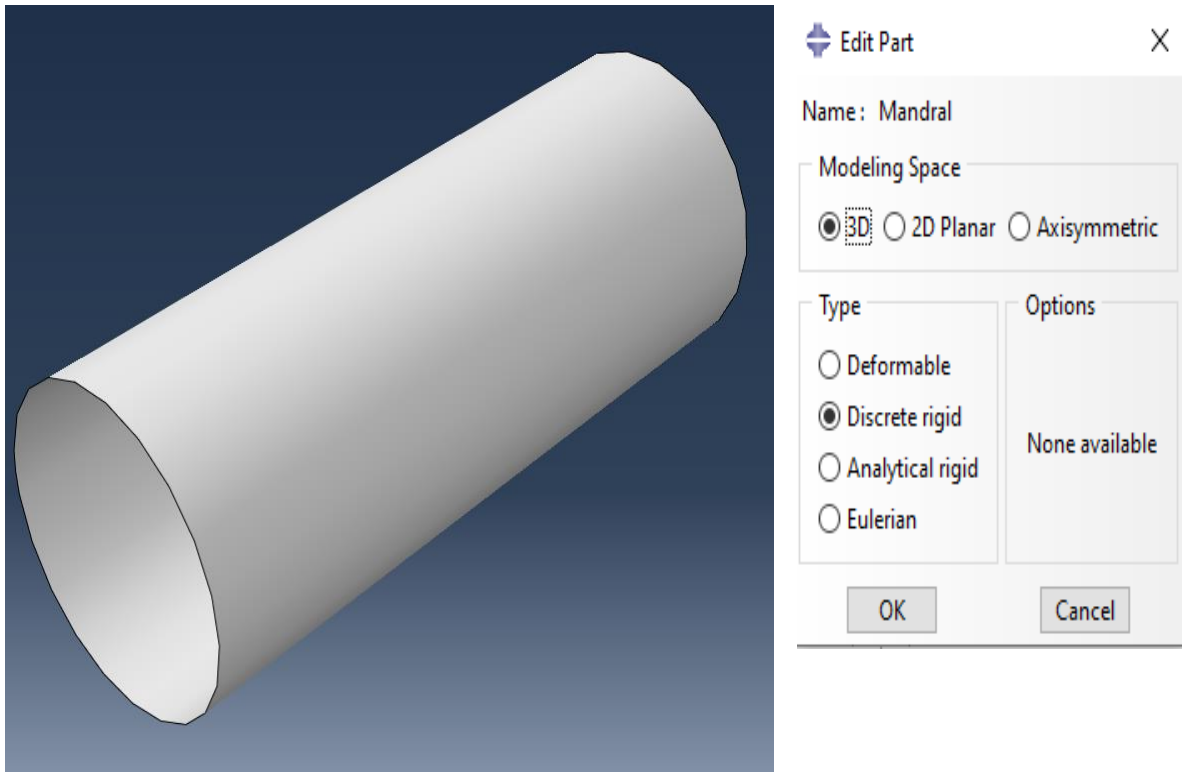 Edit Part
Name: Mandral
Modeling Space
3D 2D Planar Axisymmetric
Type
Options
Deformable
Discrete rigid
Analytical rigid
Eulerian
None available
OK Cancel